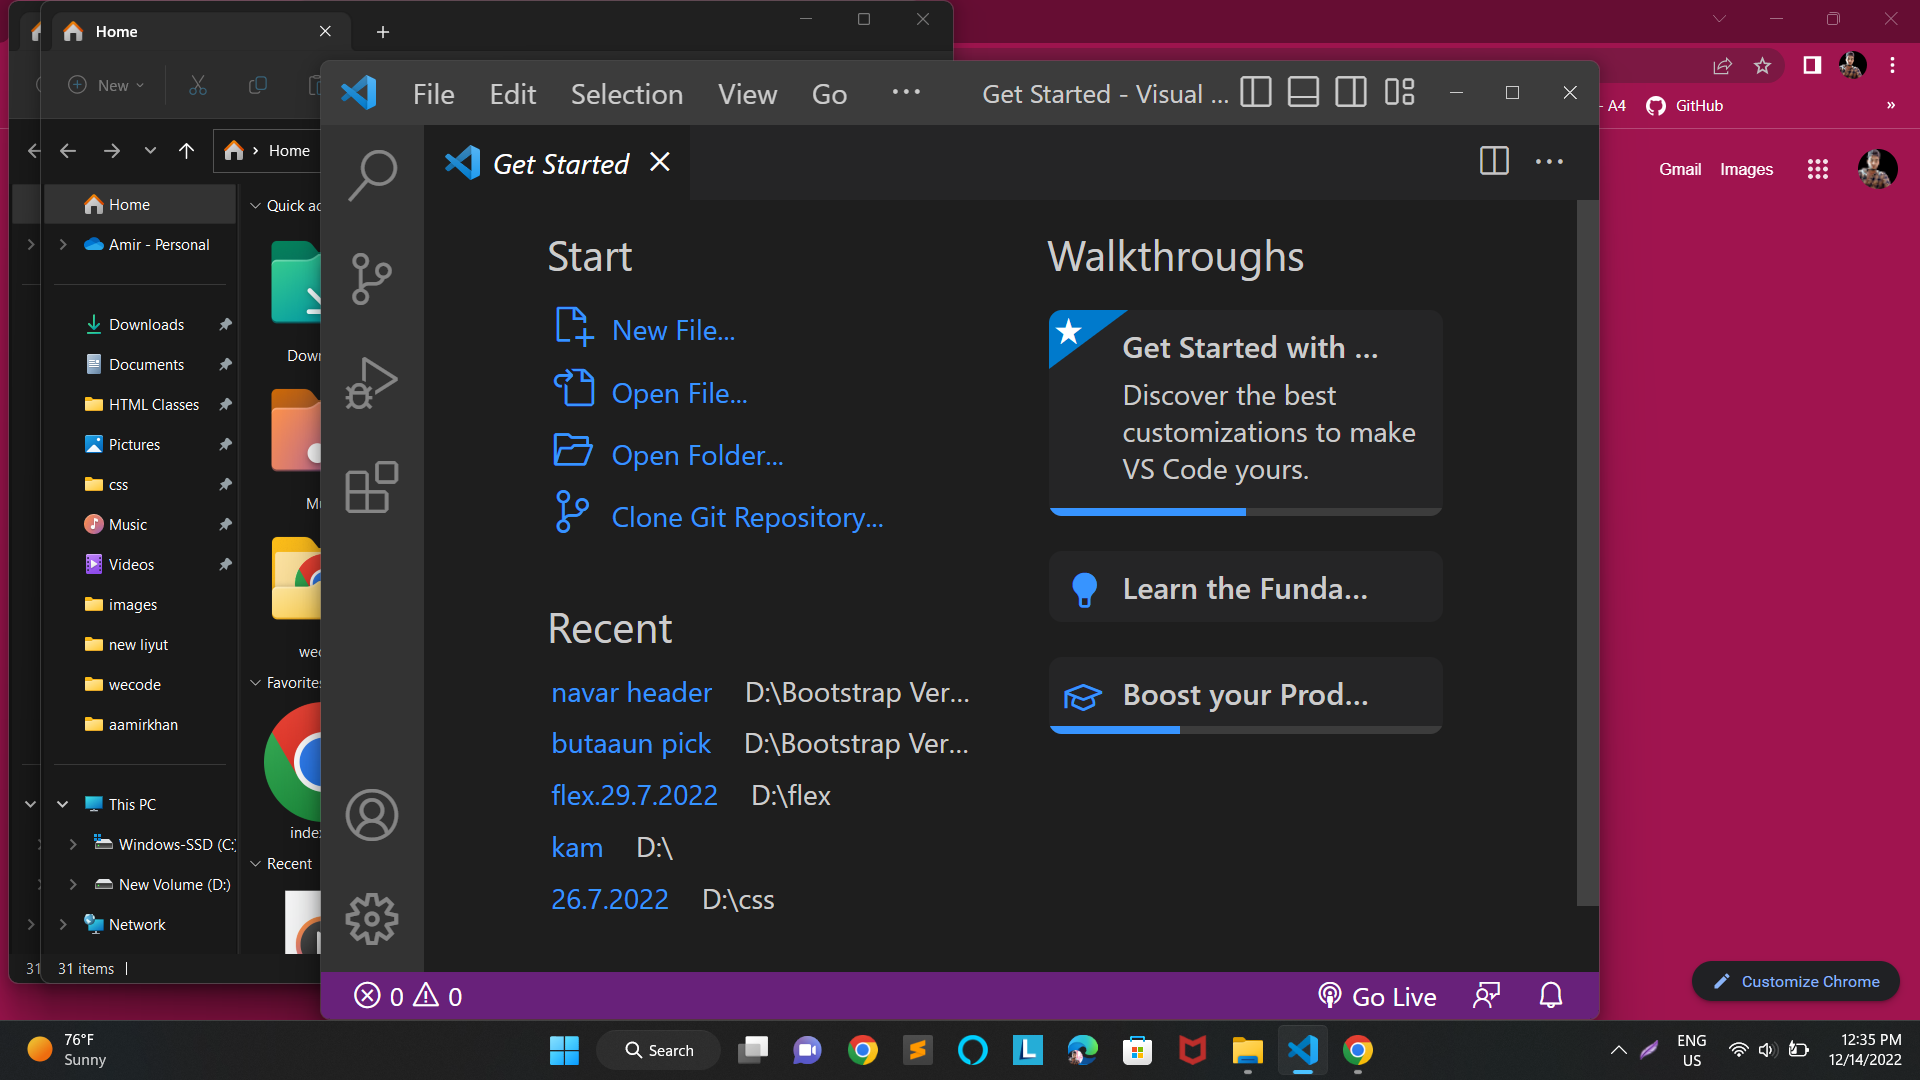 Home
New
Home
Home
Amir - Personal
Downloads
Documents
HTML Classes
Pictures
css
Music
Videos
images
new liyut
wecode
aamirkhan
This PC
Windows-SSD (C:
New Volume (D:)
Network
31
31 items
Quick ac
Down
Mu
wec
Favorites
index
Recent
File Edit Selection View Go ··· Get Started - Visual ...
Get Started
Start
New File...
Open File...
Open Folder...
Clone Git Repository...
Recent
navar header D:\Bootstrap Ver...
butaaun pick D:\Bootstrap Ver...
flex.29.7.2022 D:\flex
kam D:\
26.7.2022 D:\css
Walkthroughs
Get Started with ...
Discover the best
customizations to make
VS Code yours.
Learn the Funda...
Boost your Prod...
0 0
Go Live
- A4 GitHub »
Gmail Images
Customize Chrome
76°F
Sunny
Search
ENG
US
12:35 PM
12/14/2022